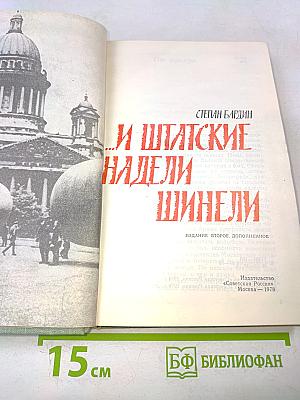 СТЕПАН БАРДИН
...И ШТАТСКИЕ
НАДЕЛИ
ШИНЕЛИ
ИЗДАНИЕ ВТОРОЕ, ДОПОЛНЕННОЕ
Издательство
«Советская Россия»
Москва — 1978
15 см
БФ БИБЛИОФАН